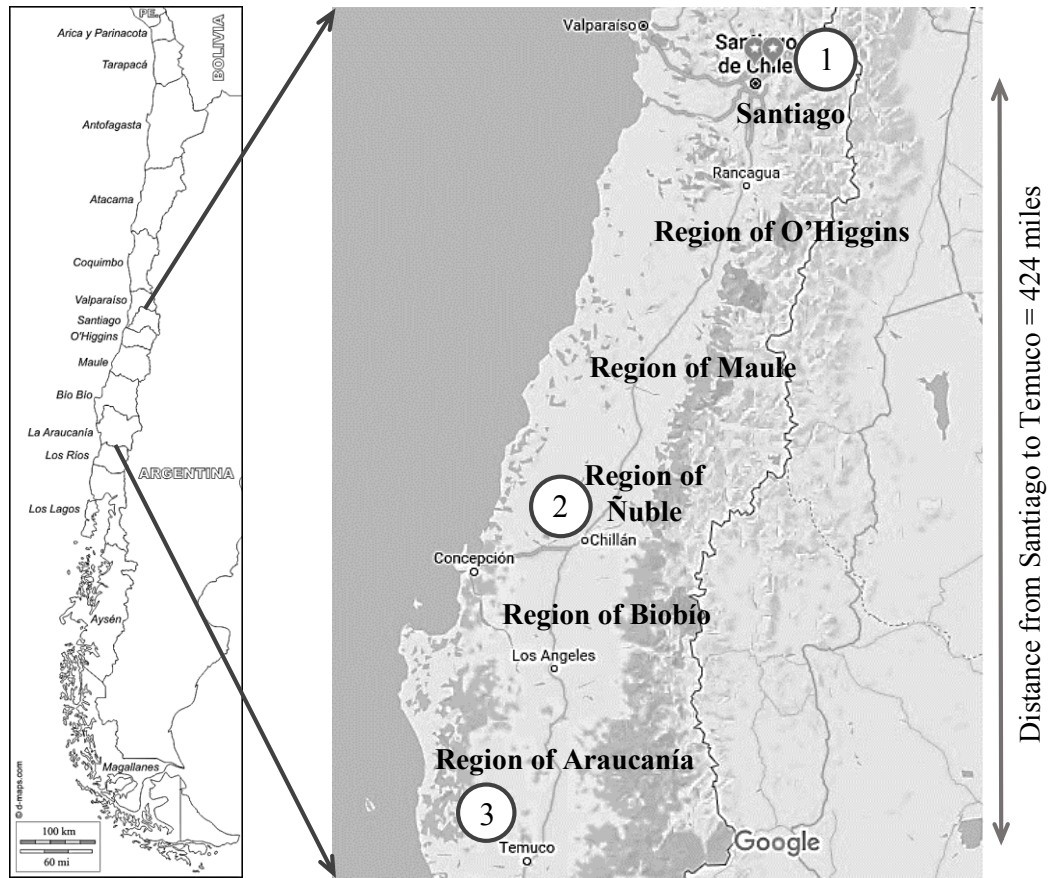 PE.
Arica y Parinacota
Tarapacá
BOLIVIA
Antofagasta
Atacama
Coquimbo
Valparaíso
Santiago
O'Higgins
Maule
Bío Bío
La Araucanía
Los Ríos
ARGENTINA
Los Lagos
Aysén
Magallanes
© d-maps.com
100 km
60 mi
Valparaíso
Santiago
de Chile
1
Santiago
Rancagua
Region of O’Higgins
Region of Maule
Region of
Ñuble
2
Chillán
Concepción
Region of Biobío
Los Angeles
Region of Araucanía
3
Temuco
Google
Distance from Santiago to Temuco = 424 miles